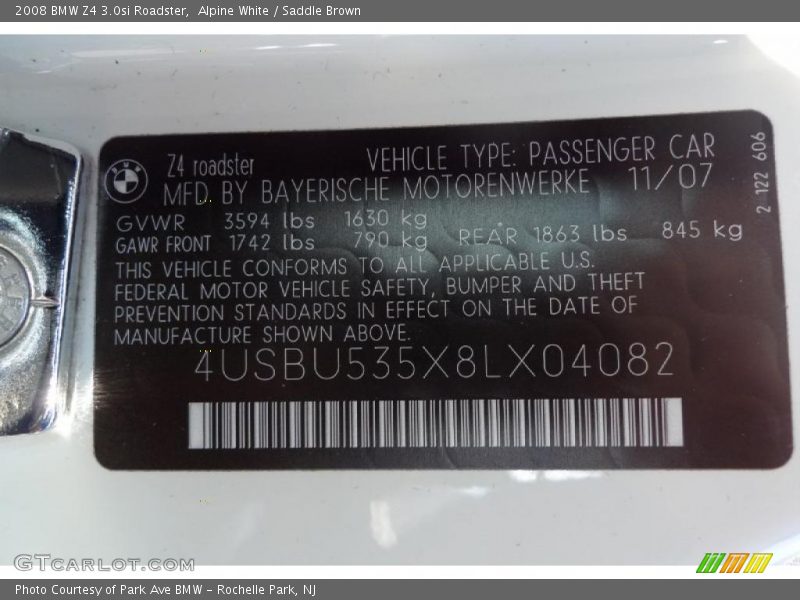 2008 BMW Z4 3.0si Roadster,  Alpine White / Saddle Brown
Z4 roadster VEHICLE TYPE: PASSENGER CAR
MFD BY BAYERISCHE MOTORENWERKE 11/07
GVWR 3594 lbs 1630 kg
GAWR FRONT 1742 lbs 790 kg REAR 1863 lbs 845 kg
THIS VEHICLE CONFORMS TO ALL APPLICABLE U.S.
FEDERAL MOTOR VEHICLE SAFETY, BUMPER AND THEFT
PREVENTION STANDARDS IN EFFECT ON THE DATE OF
MANUFACTURE SHOWN ABOVE.
4USBU535X8LX04082
2 122 606
GTCARLOT.COM
Photo Courtesy of Park Ave BMW - Rochelle Park, NJ